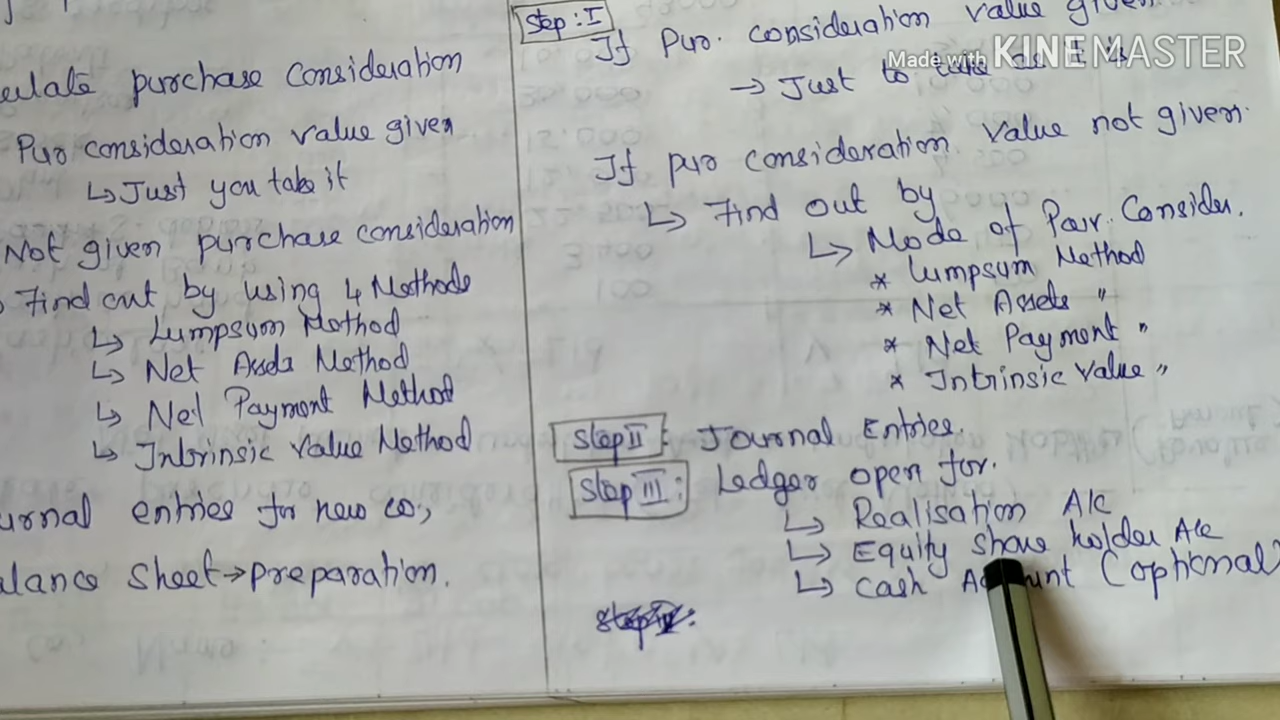 purchase Consideration
Pur consideration value given
↳ Just you take it
Not given purchase consideration
Find out by using 4 Methods
↳ Lumpsum Method
↳ Net Assets Method
↳ Net Payment Method
↳ Intrinsic Value Method
entries for new co.,
Sheet → preparation.
Step: I
If Pur. consideration value given
→ Just to take as it is
If pur consideration value not given.
↳ Find out by
↳ Mode of Pur. Consider.
* Lumpsum Method
* Net Assets "
* Net Payment "
* Intrinsic value "
Step II: Journal Entries.
Step III: Ledger open for.
↳ Realisation A/c
↳ Equity share holder A/c
↳ Cash (optional)
Made with KINEMASTER